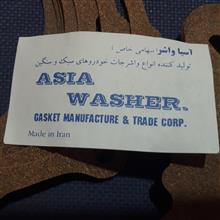 آسیا واشر (سهامی خاص)
تولید کننده انواع واشرجات خودروهای سبک و سنگین
ASIA
WASHER.
GASKET MANUFACTURE & TRADE CORP.
Made in Iran